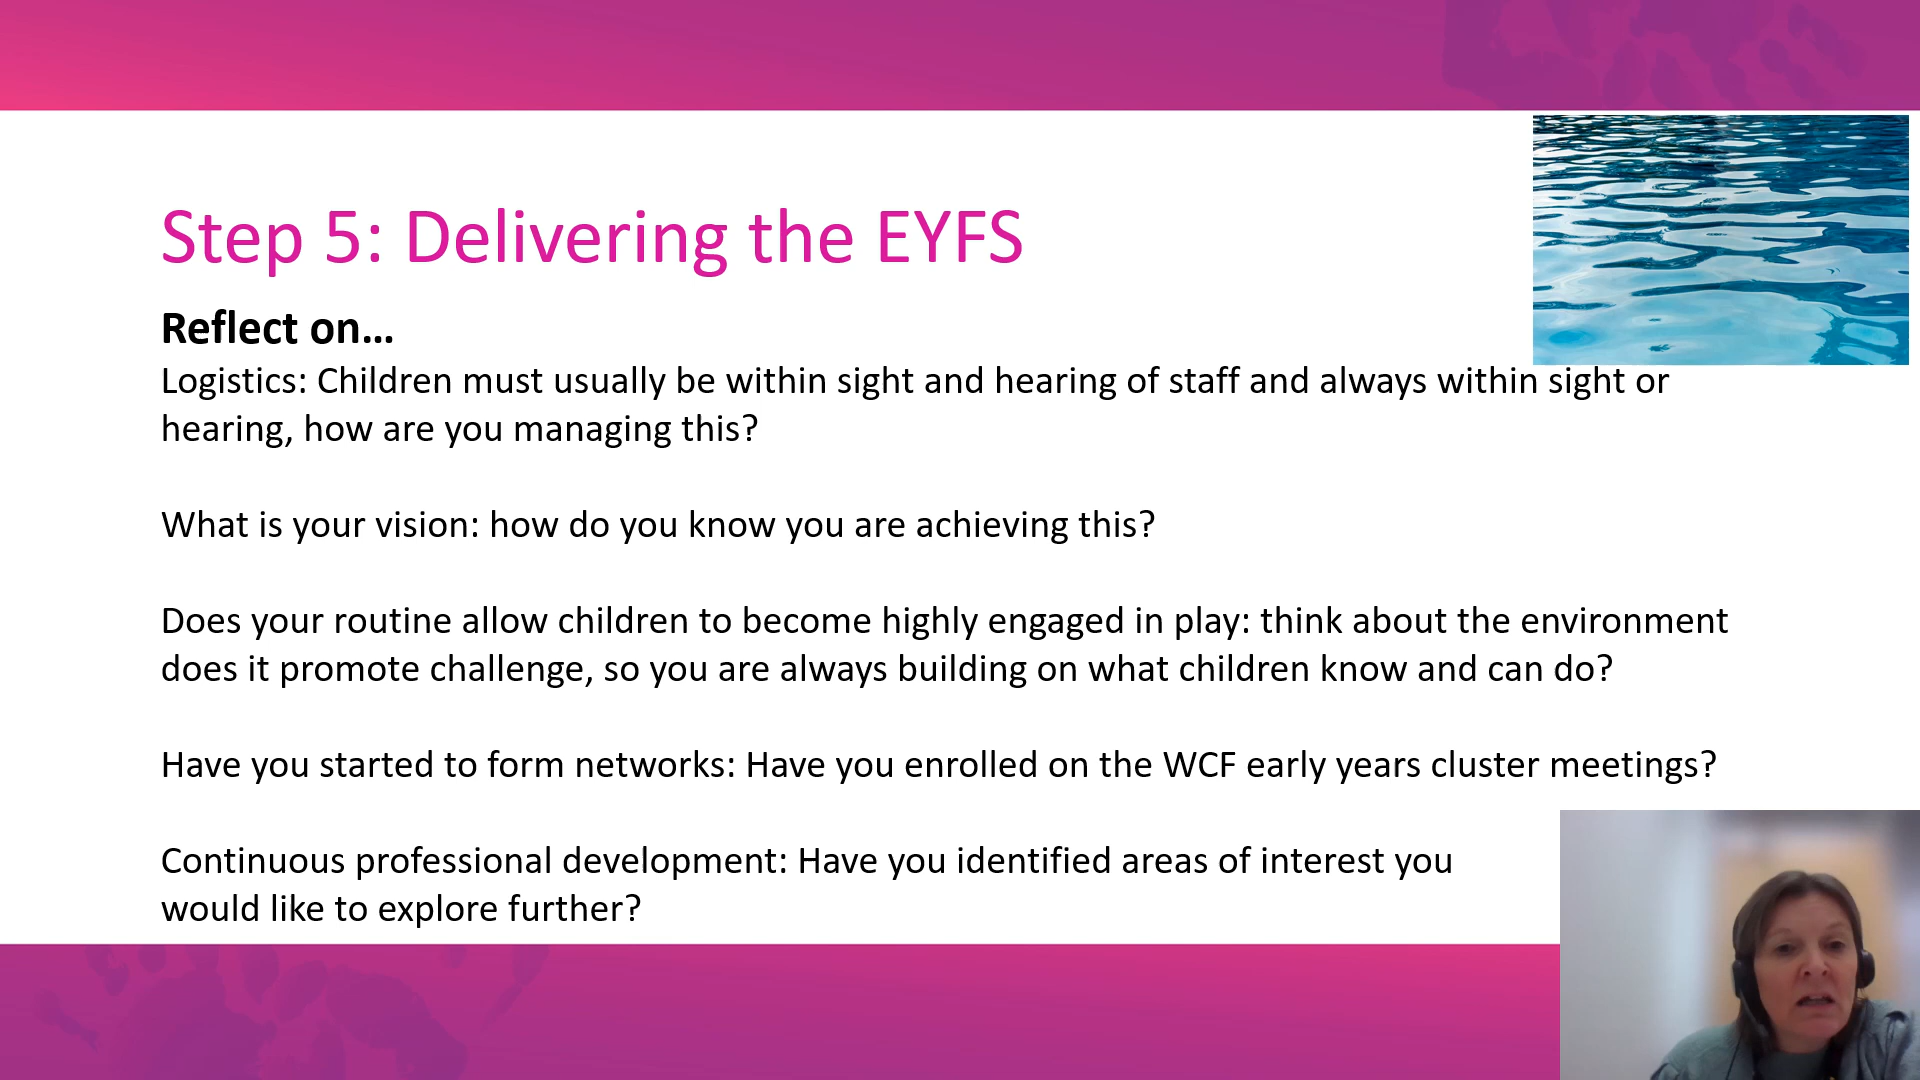 Step 5: Delivering the EYFS
Reflect on...
Logistics: Children must usually be within sight and hearing of staff and always within sight or
hearing, how are you managing this?
What is your vision: how do you know you are achieving this?
Does your routine allow children to become highly engaged in play: think about the environment
does it promote challenge, so you are always building on what children know and can do?
Have you started to form networks: Have you enrolled on the WCF early years cluster meetings?
Continuous professional development: Have you identified areas of interest you
would like to explore further?